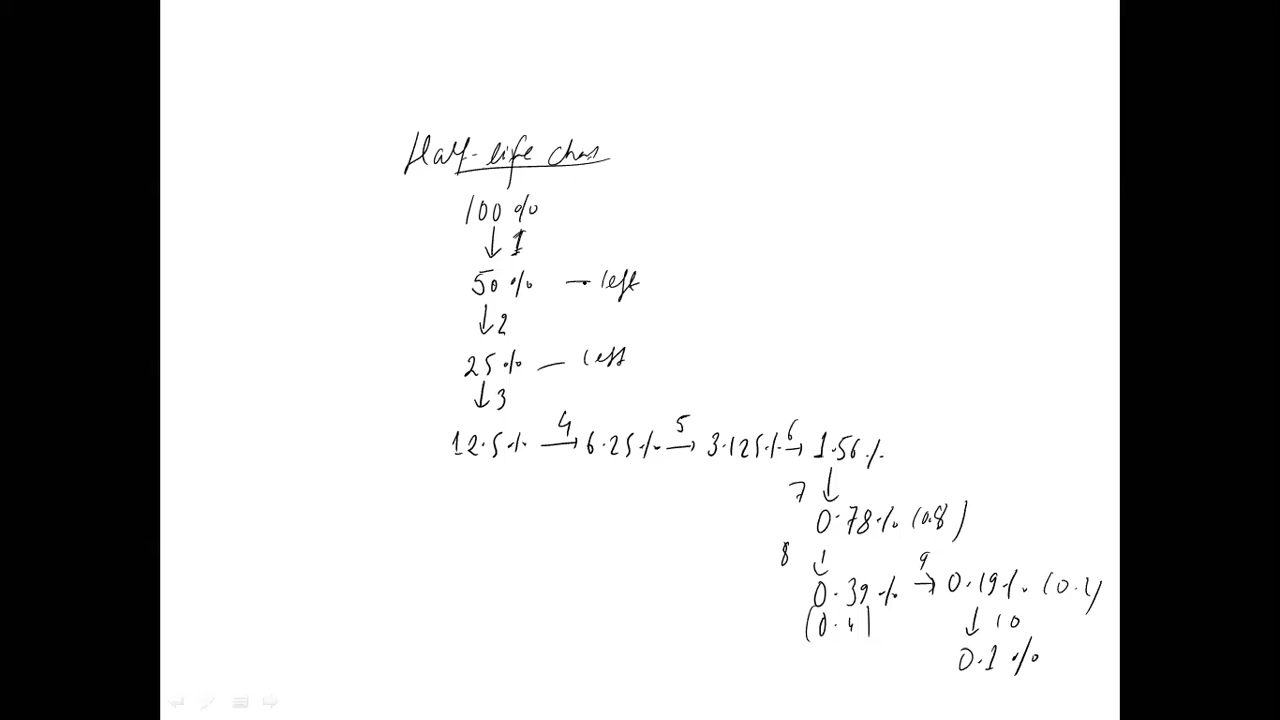 Half-life
100 %
↓ 1
50 % — left
↓ 2
25 % — left
↓ 3
12.5 % 4→ 6.25 % 5→ 3.125 % 6→ 1.56 %
7 ↓
0.78 % (0.8)
8 ↓
0.39 % 9→ 0.19 % (0.2)
(0.4) ↓ 10
0.1 %